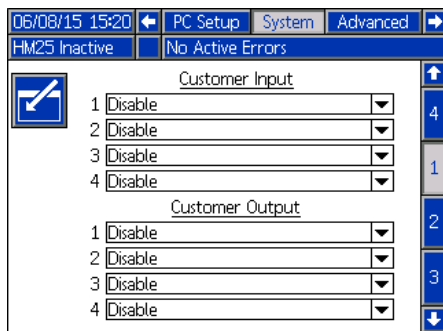 06/08/15 15:20 PC Setup System Advanced
HM25 Inactive No Active Errors
Customer Input
1 Disable
2 Disable
3 Disable
4 Disable
Customer Output
1 Disable
2 Disable
3 Disable
4 Disable
4
1
2
3